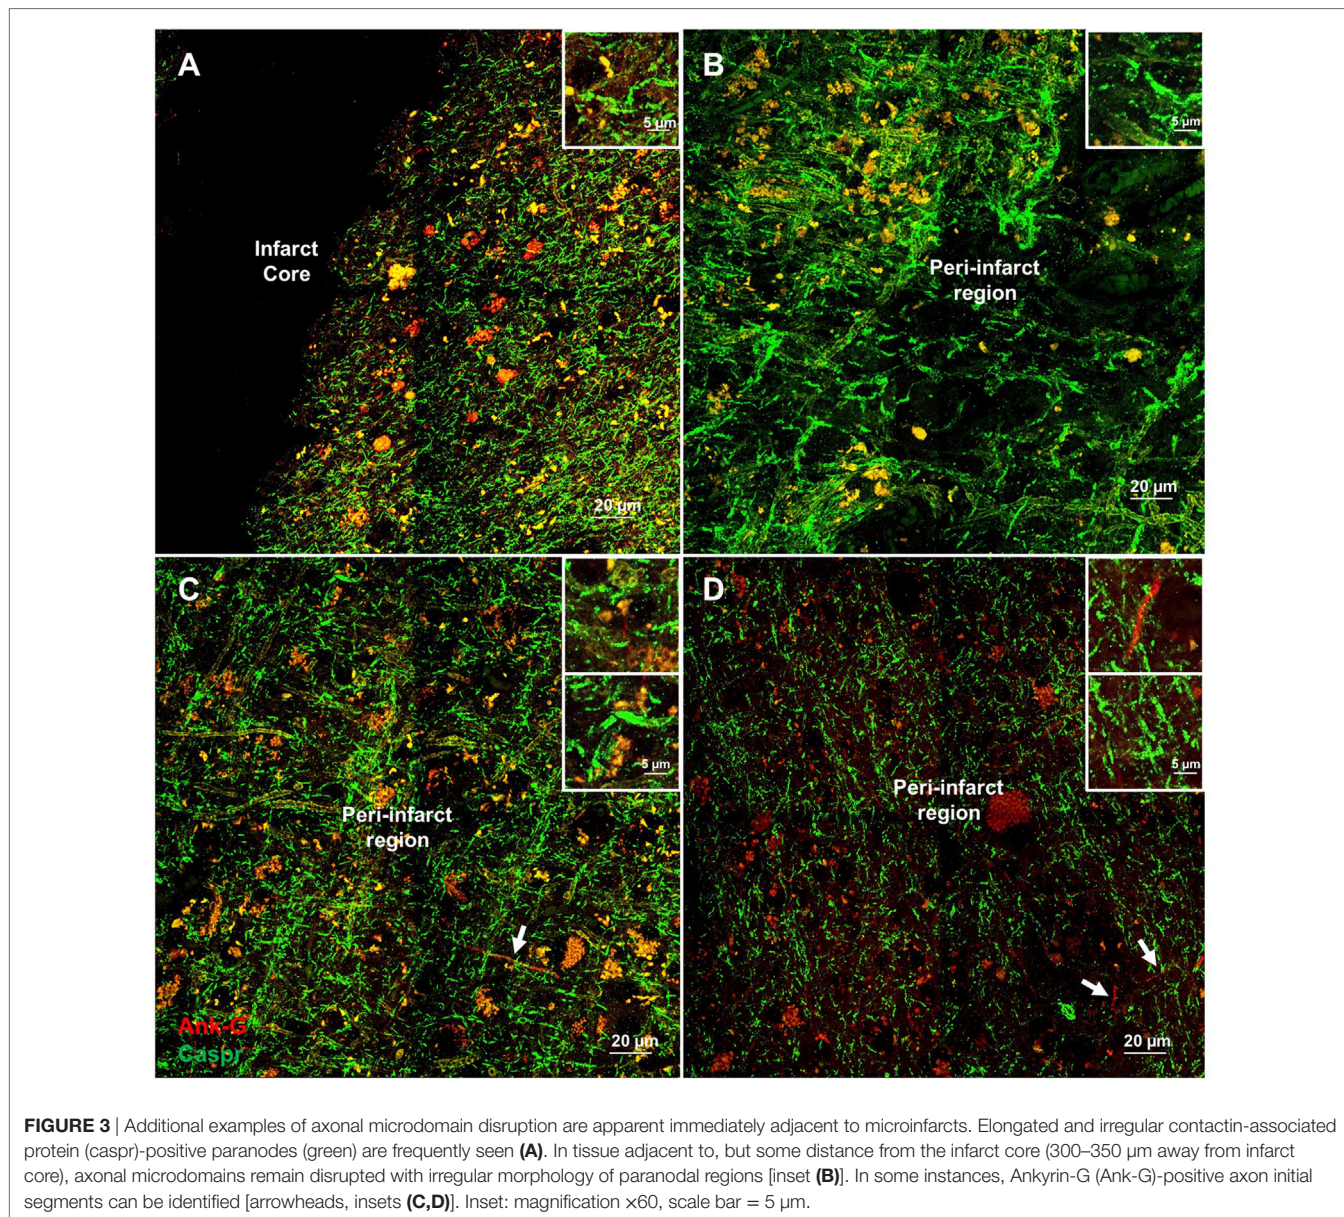 A
5 µm
Infarct
Core
20 µm
B
5 µm
Peri-infarct
region
20 µm
C
5 µm
Peri-infarct
region
Ank-G
Caspr
20 µm
D
5 µm
Peri-infarct
region
20 µm
FIGURE 3 | Additional examples of axonal microdomain disruption are apparent immediately adjacent to microinfarcts. Elongated and irregular contactin-associated
protein (caspr)-positive paranodes (green) are frequently seen (A). In tissue adjacent to, but some distance from the infarct core (300–350 µm away from infarct
core), axonal microdomains remain disrupted with irregular morphology of paranodal regions [inset (B)]. In some instances, Ankyrin-G (Ank-G)-positive axon initial
segments can be identified [arrowheads, insets (C,D)]. Inset: magnification ×60, scale bar = 5 µm.